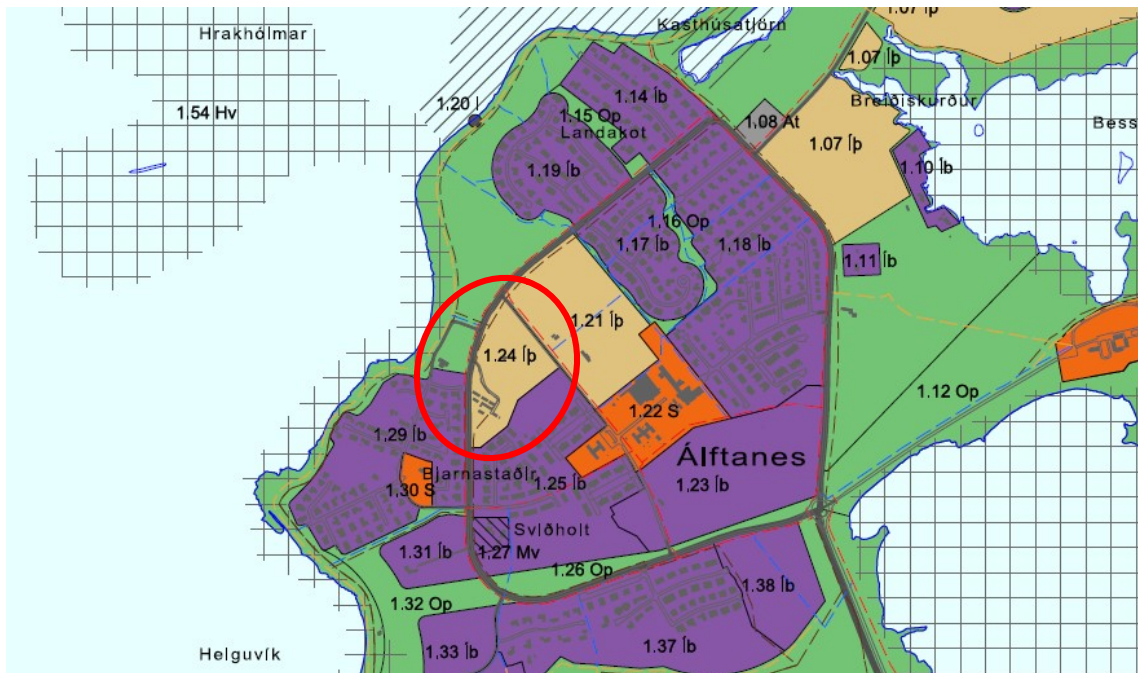 1.07 Íþ
Kasthúsatjörn
Hrakhólmar
1.07 Íþ
1.14 Íb
Breiðiskurður
1.20 Í
1.54 Hv
1.15 Op
1.08 At
Bess
Landakot
1.07 Íþ
1.19 Íb
1.10 Íb
1.16 Op
1.17 Íb
1.18 Íb
1.11 Íb
1.21 Íþ
1.24 Íþ
1.12 Op
1.22 S
1.29 Íb
Álftanes
Bjarnastaðir
1.25 Íb
1.23 Íb
1.30 S
Sviðholt
1.31 Íb
1.27 Mv
1.26 Op
1.38 Íb
1.32 Op
1.37 Íb
1.33 Íb
Helguvík